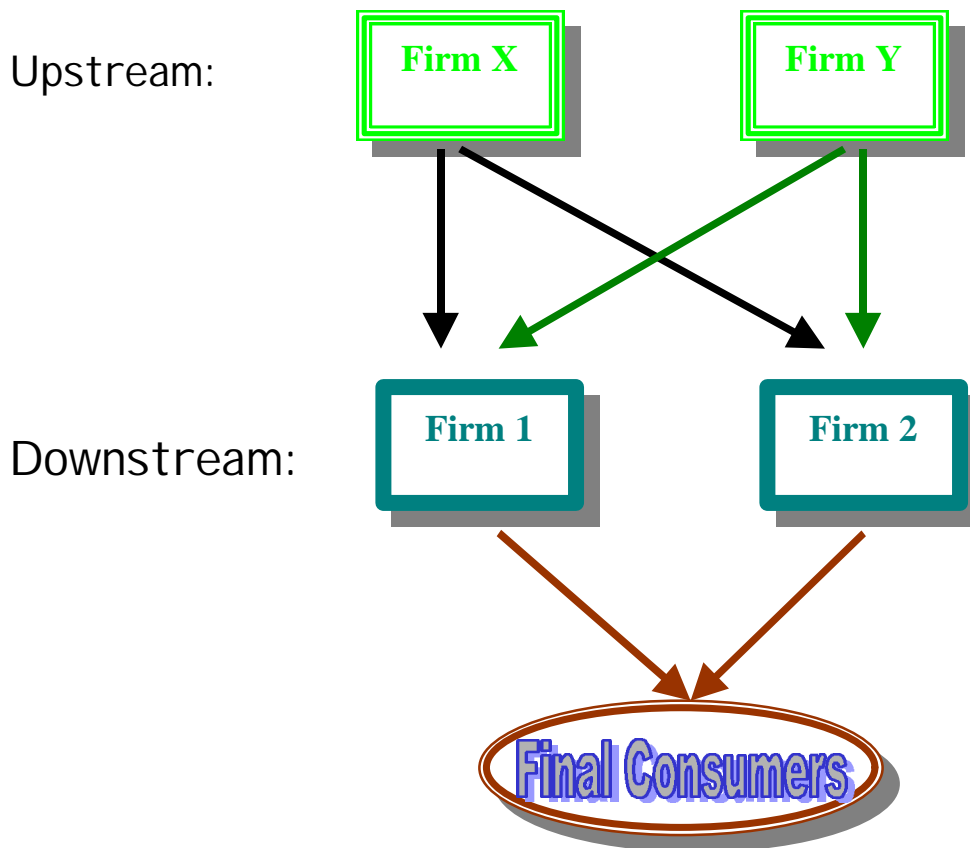 Upstream:
Firm X
Firm Y
Downstream:
Firm 1
Firm 2
Final Consumers